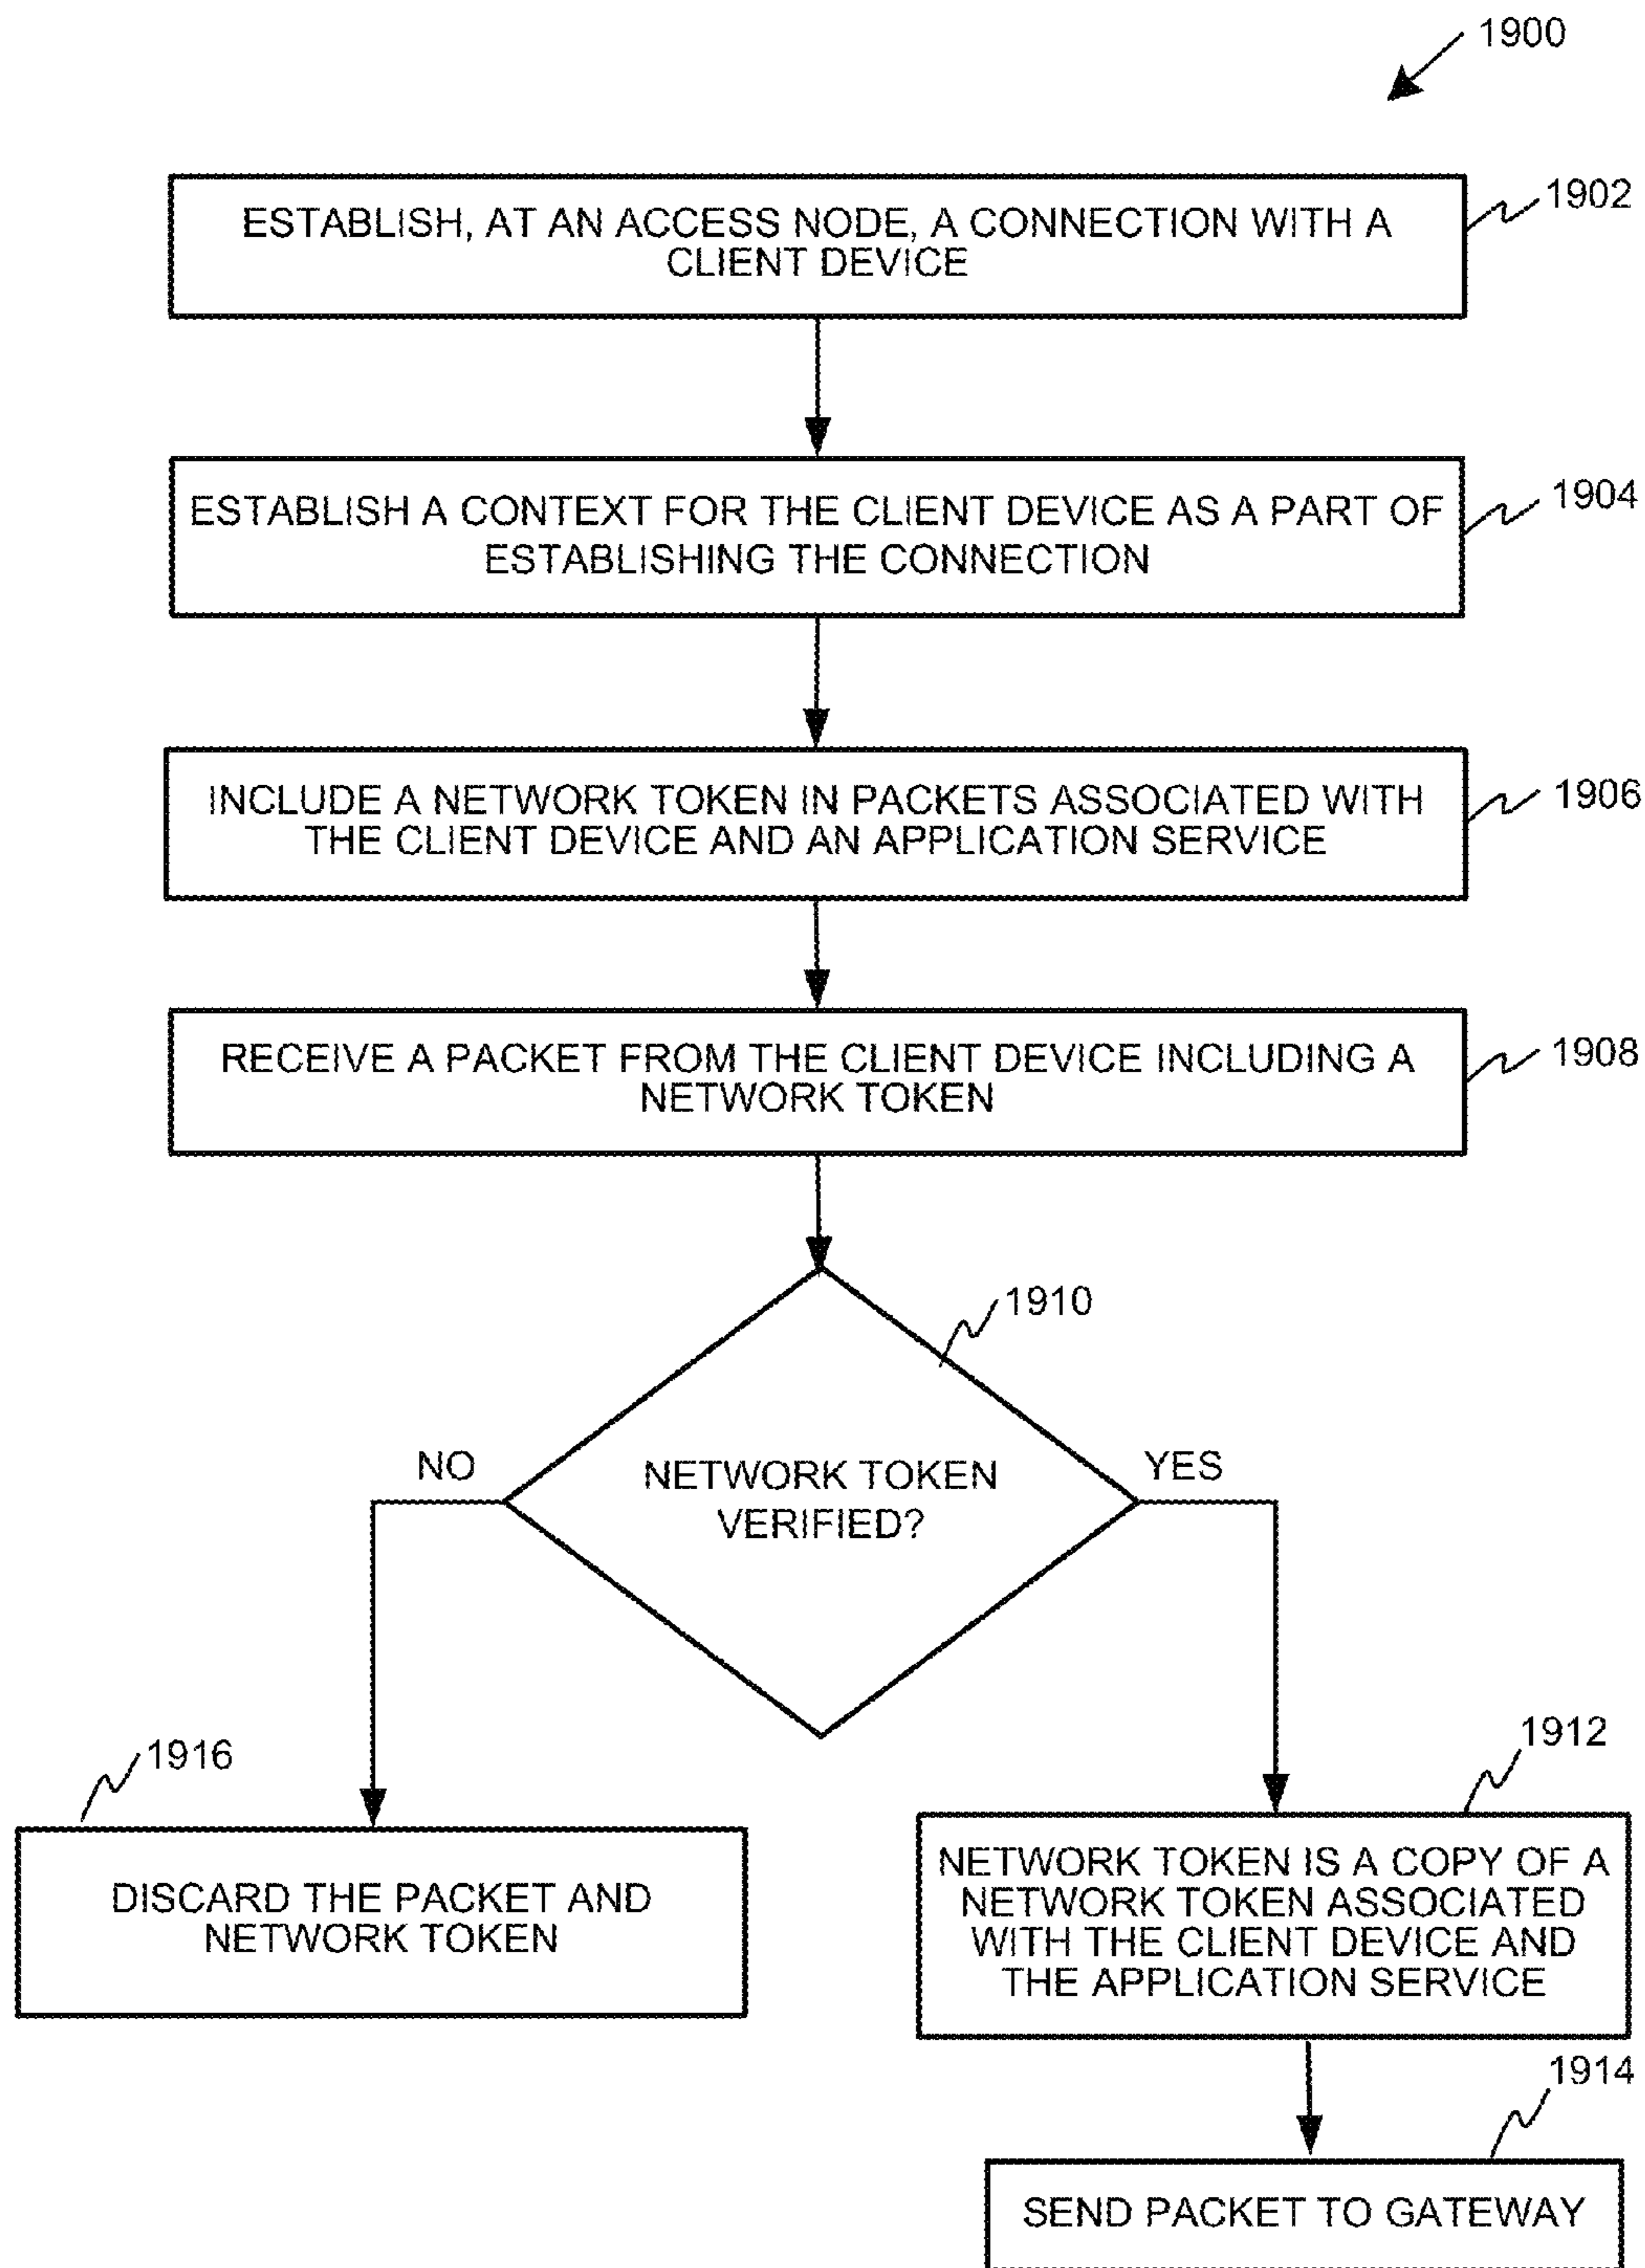 1900
ESTABLISH, AT AN ACCESS NODE, A CONNECTION WITH A
CLIENT DEVICE
1902
ESTABLISH A CONTEXT FOR THE CLIENT DEVICE AS A PART OF
ESTABLISHING THE CONNECTION
1904
INCLUDE A NETWORK TOKEN IN PACKETS ASSOCIATED WITH
THE CLIENT DEVICE AND AN APPLICATION SERVICE
1906
RECEIVE A PACKET FROM THE CLIENT DEVICE INCLUDING A
NETWORK TOKEN
1908
1910
NETWORK TOKEN
VERIFIED?
NO
YES
1916
DISCARD THE PACKET AND
NETWORK TOKEN
1912
NETWORK TOKEN IS A COPY OF A
NETWORK TOKEN ASSOCIATED
WITH THE CLIENT DEVICE AND
THE APPLICATION SERVICE
1914
SEND PACKET TO GATEWAY